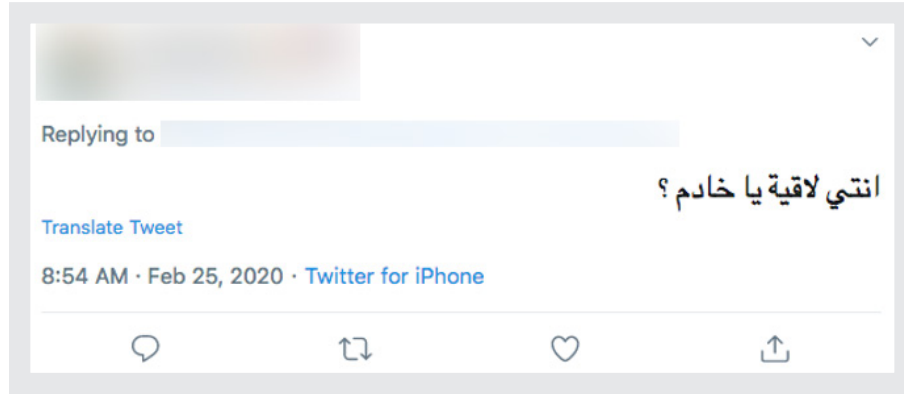 Replying to
انتي لاقية يا خادم ؟
Translate Tweet
8:54 AM · Feb 25, 2020 · Twitter for iPhone